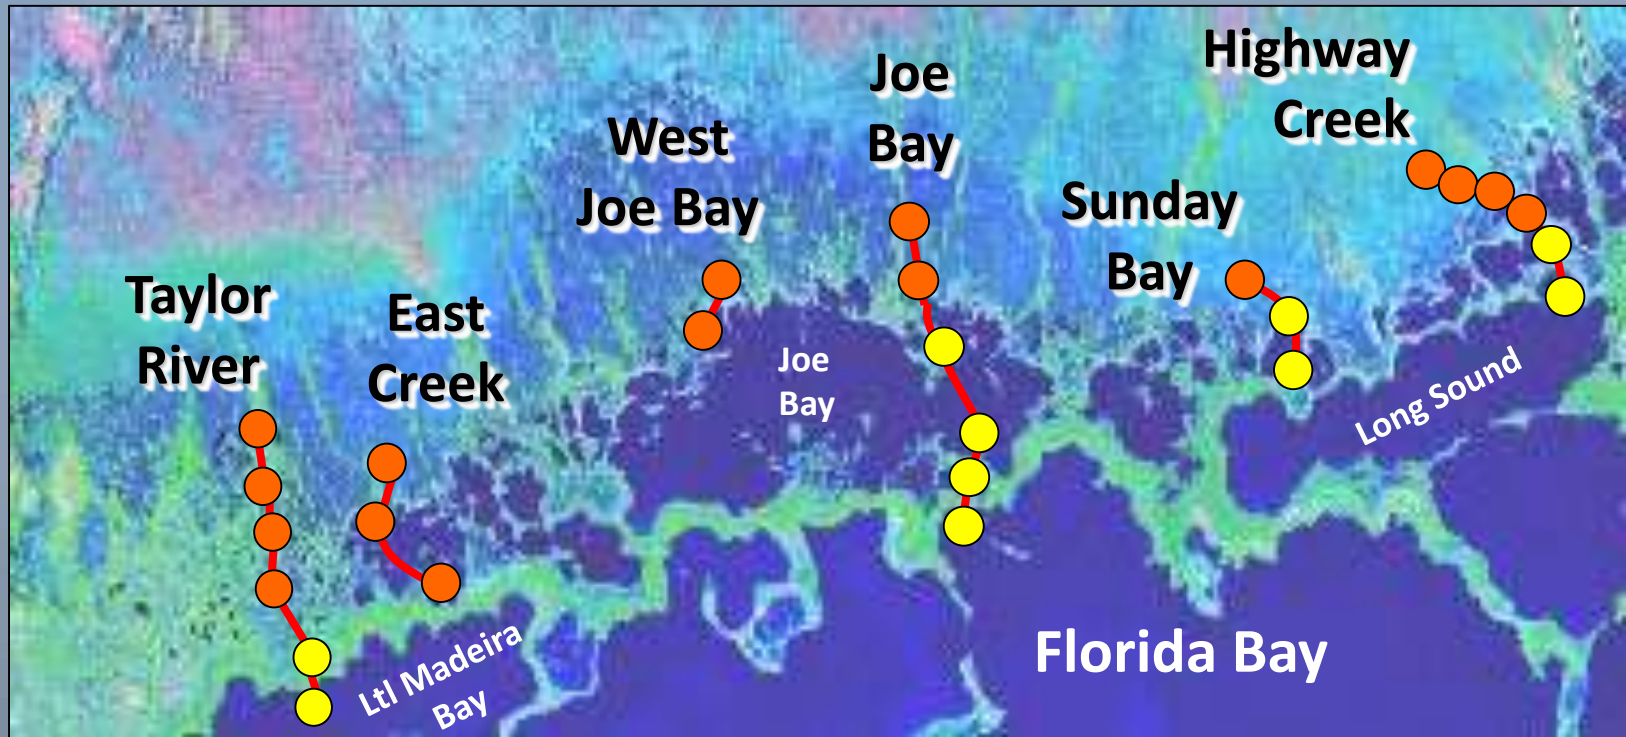 Highway
Creek
Joe
Bay
West
Joe Bay
Sunday
Bay
Taylor
River
East
Creek
Joe
Bay
Long Sound
Ltl Madeira
Bay
Florida Bay